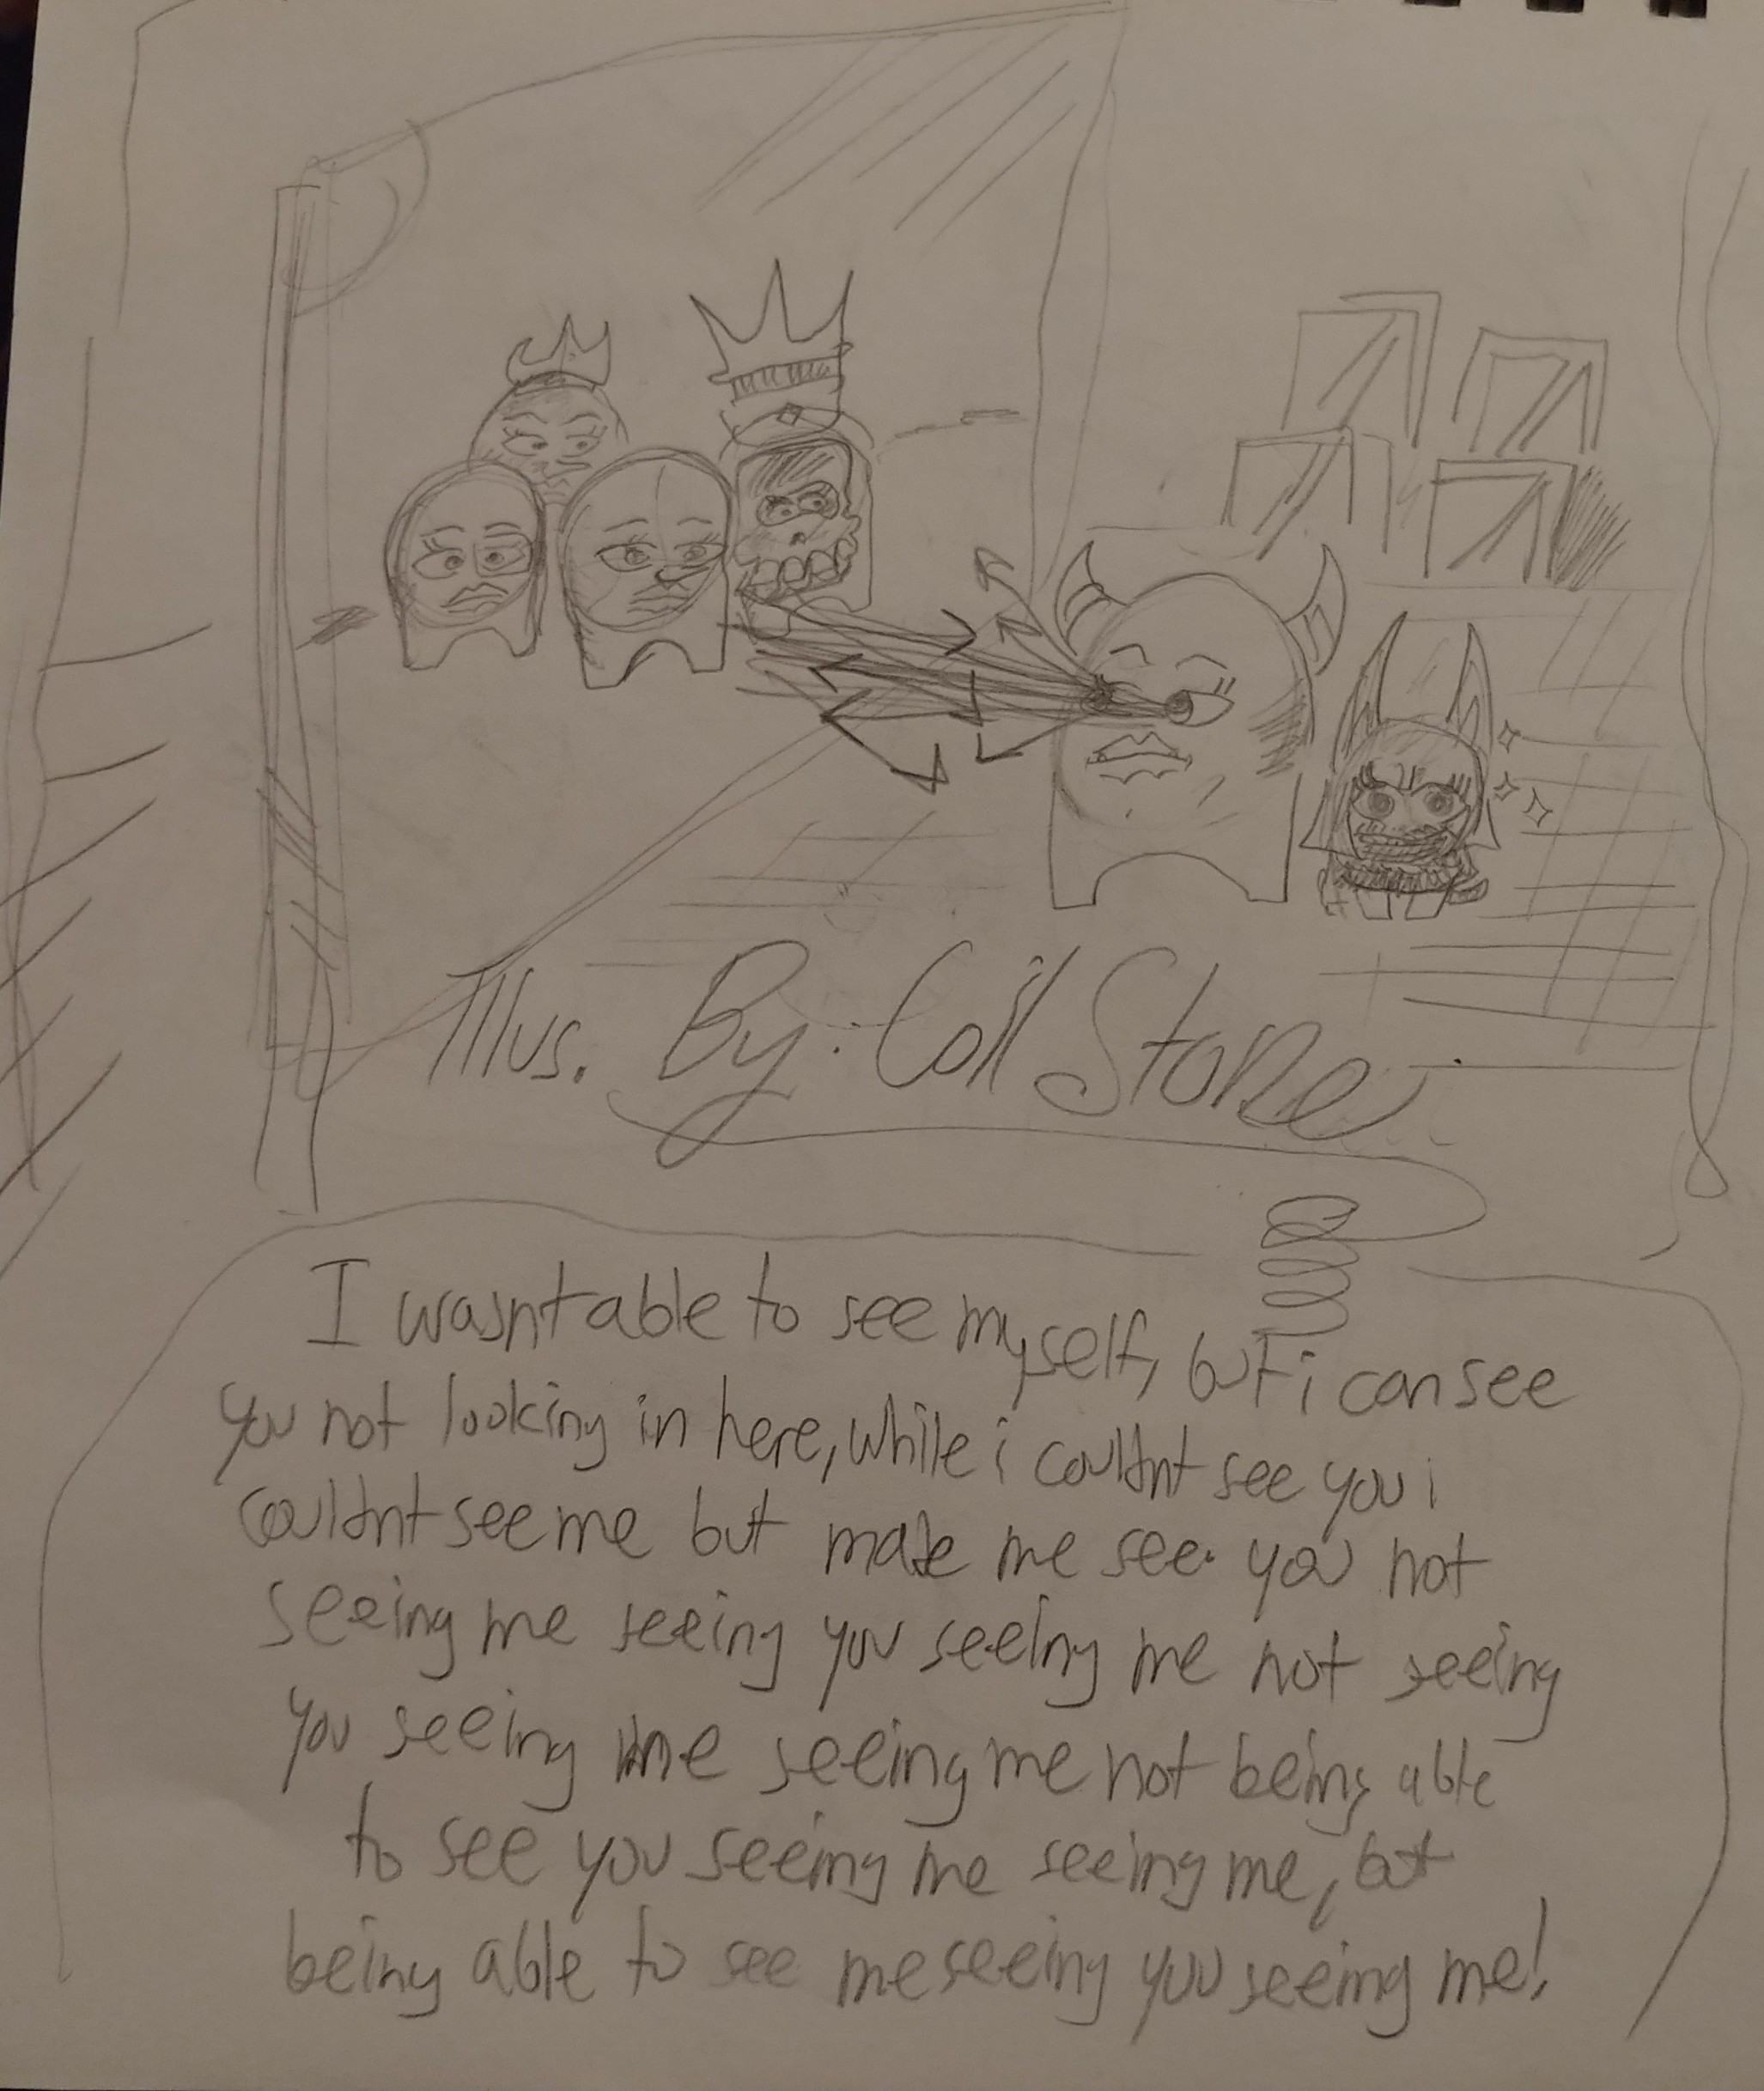 Illus. By: Coil Stone
I wasnt able to see myself, but i can see
you not looking in here, while i couldnt see you i
couldnt see me but made me see you not
seeing me seeing you seeing me not seeing
you seeing me seeing me not being able
to see you seeing me seeing me, but
being able to see me seeing you seeing me!